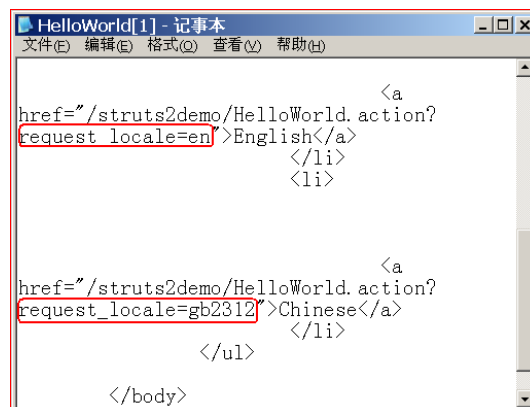 HelloWorld[1] - 记事本
文件(F) 编辑(E) 格式(O) 查看(V) 帮助(H)
<a
href="/struts2demo/HelloWorld.action?
request_locale=en">English</a>
</li>
<li>
<a
href="/struts2demo/HelloWorld.action?
request_locale=gb2312">Chinese</a>
</li>
</ul>
</body>